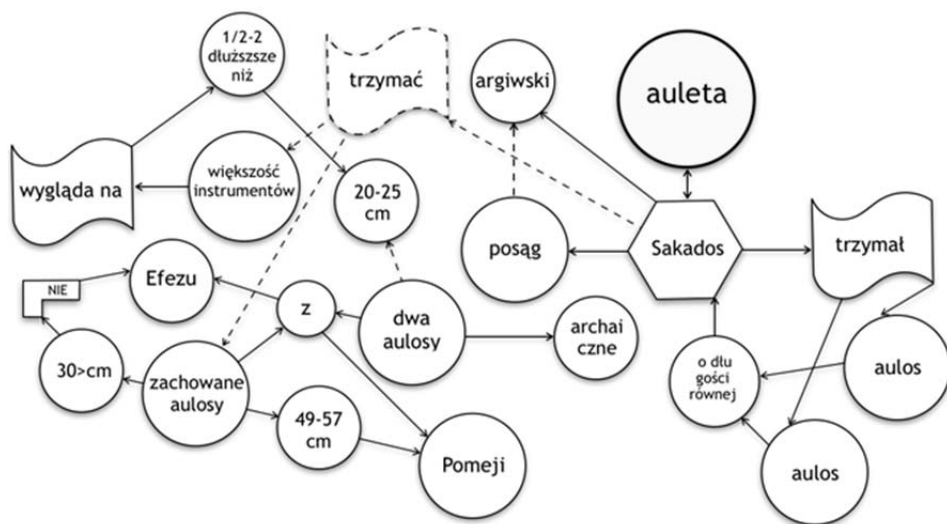 1/2-2
dłuższsze
niż
trzymać
argiwski
auleta
wygląda na
większość
instrumentów
20-25
cm
posąg
Sakados
trzymał
NIE
Efezu
z
dwa
aulosy
archai
czne
o dłu
gości
równej
aulos
30>cm
zachowane
aulosy
49-57
cm
Pomeji
aulos